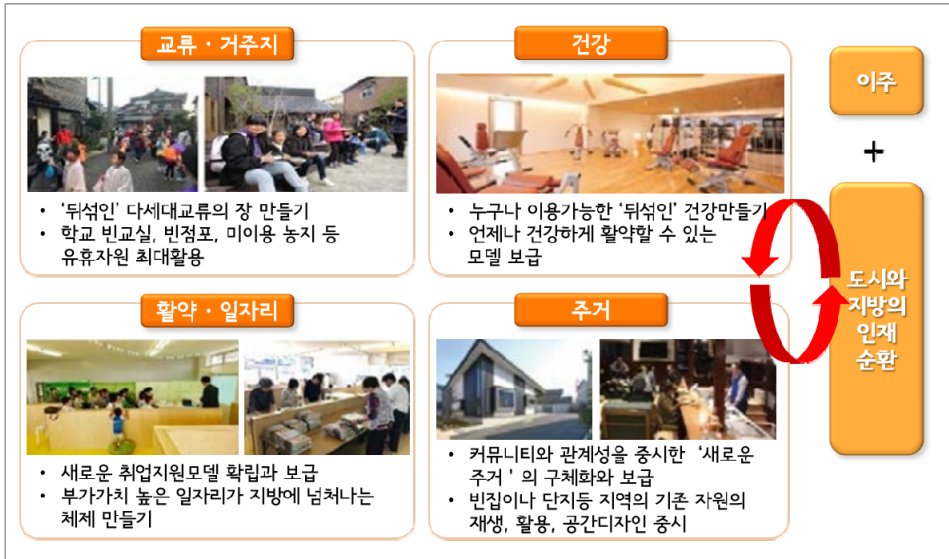 교류 · 거주지
• '뒤섞인' 다세대교류의 장 만들기
• 학교 빈교실, 빈점포, 미이용 농지 등
유휴자원 최대활용
건강
• 누구나 이용가능한 '뒤섞인' 건강만들기
• 언제나 건강하게 활약할 수 있는
모델 보급
활약 · 일자리
• 새로운 취업지원모델 확립과 보급
• 부가가치 높은 일자리가 지방에 넘처나는
체제 만들기
주거
• 커뮤니티와 관계성을 중시한 '새로운
주거 ' 의 구체화와 보급
• 빈집이나 단지등 지역의 기존 자원의
재생, 활용, 공간디자인 중시
이주
+
도시와
지방의
인재
순환